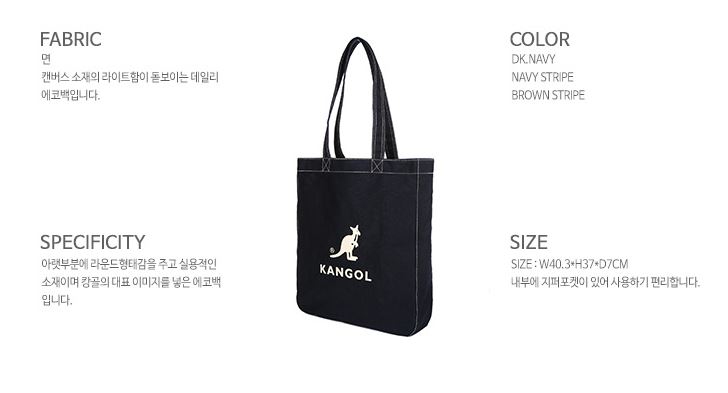 FABRIC
면
캔버스 소재의 라이트함이 돋보이는 데일리
에코백입니다.
COLOR
DK.NAVY
NAVY STRIPE
BROWN STRIPE
® KANGOL
SPECIFICITY
아랫부분에 라운드형태감을 주고 실용적인
소재이며 캉골의 대표 이미지를 넣은 에코백
입니다.
SIZE
SIZE : W40.3*H37*D7CM
내부에 지퍼포켓이 있어 사용하기 편리합니다.